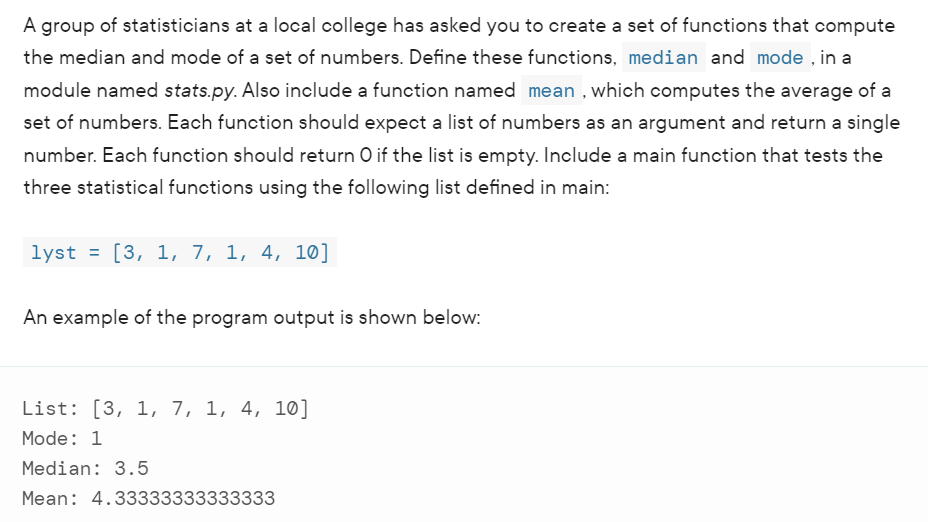 A group of statisticians at a local college has asked you to create a set of functions that compute
the median and mode of a set of numbers. Define these functions, median and mode , in a
module named stats.py. Also include a function named mean , which computes the average of a
set of numbers. Each function should expect a list of numbers as an argument and return a single
number. Each function should return 0 if the list is empty. Include a main function that tests the
three statistical functions using the following list defined in main:
lyst = [3, 1, 7, 1, 4, 10]
An example of the program output is shown below:
List: [3, 1, 7, 1, 4, 10]
Mode: 1
Median: 3.5
Mean: 4.33333333333333